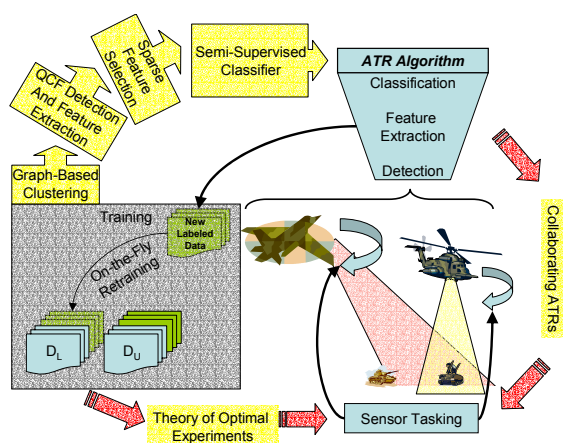 Graph-Based
Clustering
QCF Detection
And Feature
Extraction
Sparse
Feature
Selection
Semi-Supervised
Classifier
ATR Algorithm
Classification
Feature
Extraction
Detection
Collaborating ATRs
Training
New
Labeled
Data
On-the-Fly
Retraining
DL
DU
Theory of Optimal
Experiments
Sensor Tasking